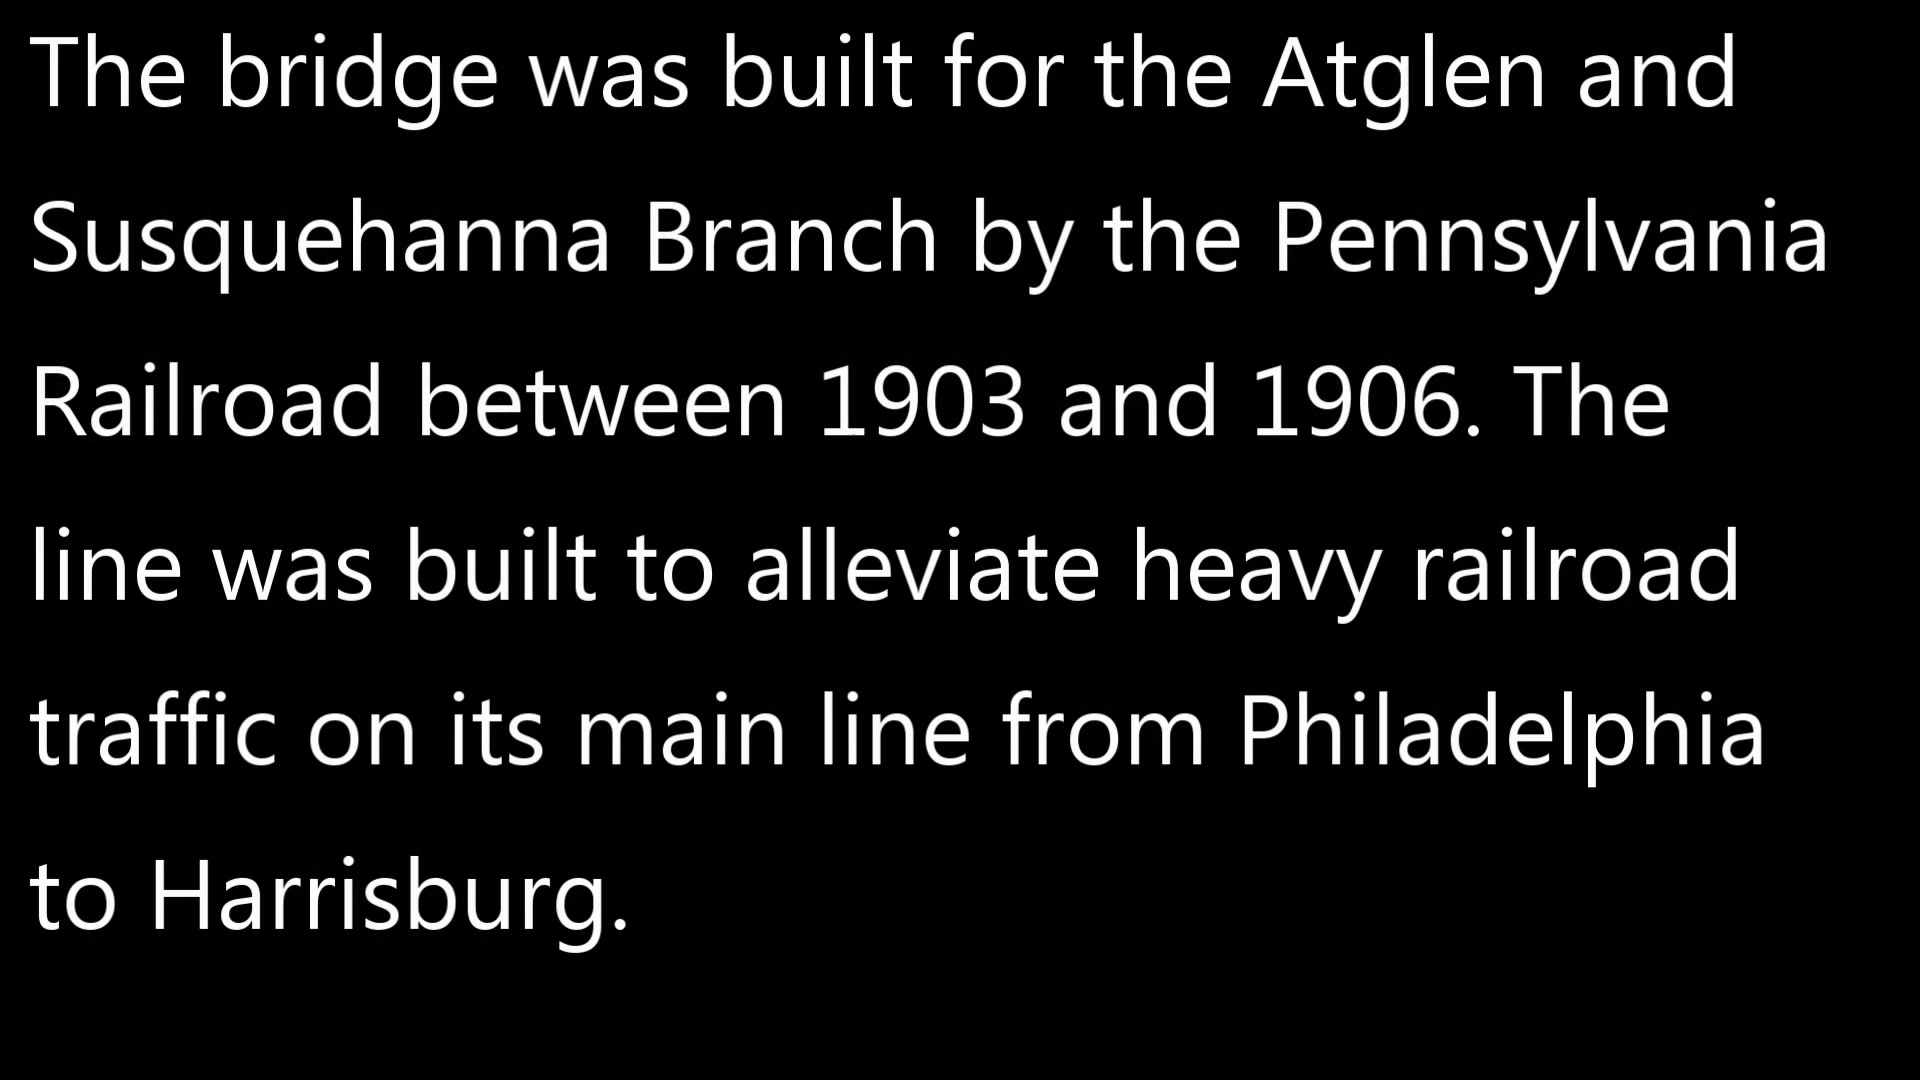 The bridge was built for the Atglen and
Susquehanna Branch by the Pennsylvania
Railroad between 1903 and 1906. The
line was built to alleviate heavy railroad
traffic on its main line from Philadelphia
to Harrisburg.